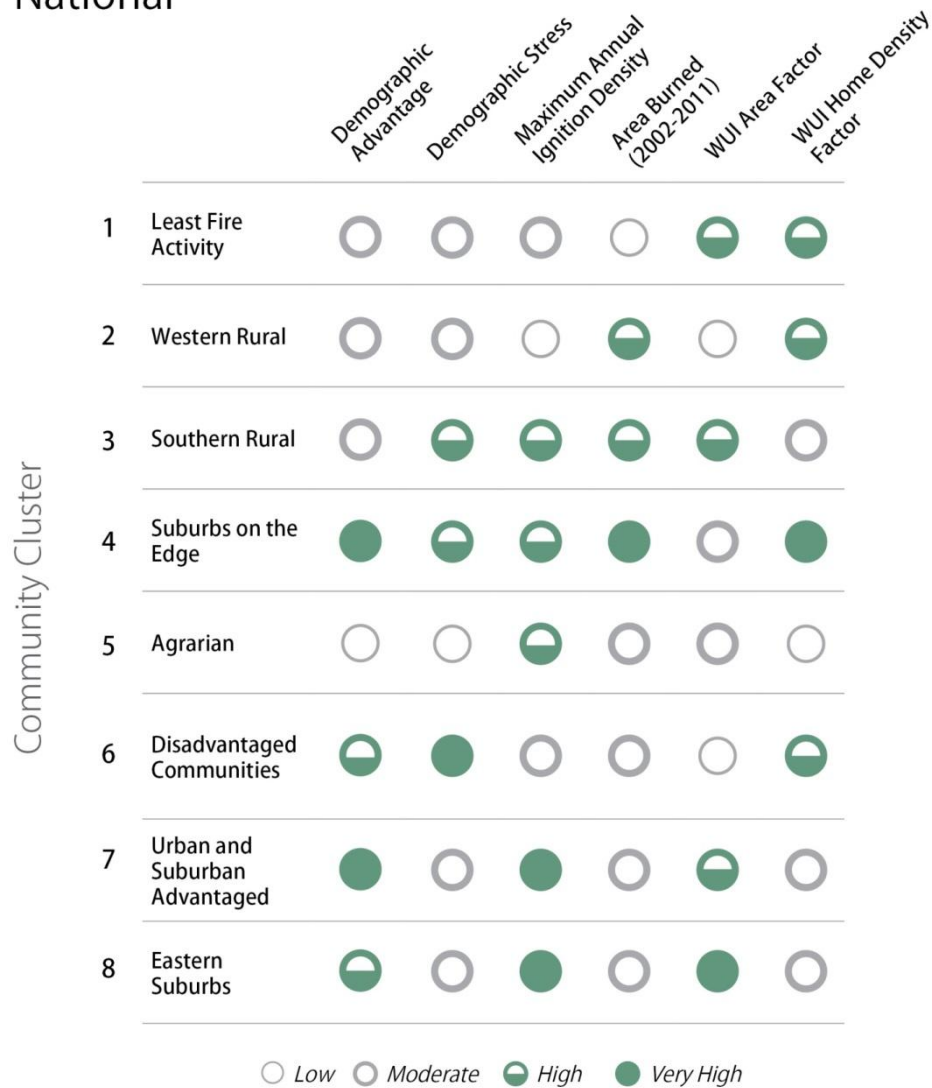 National
Demographic
Advantage
Demographic Stress
Maximum Annual
Ignition Density
Area Burned
(2002-2011)
WUI Area Factor
WUI Home Density
Factor
Community Cluster
1
Least Fire
Activity
2
Western Rural
3
Southern Rural
4
Suburbs on the
Edge
5
Agrarian
6
Disadvantaged
Communities
7
Urban and
Suburban
Advantaged
8
Eastern
Suburbs
Low
Moderate
High
Very High